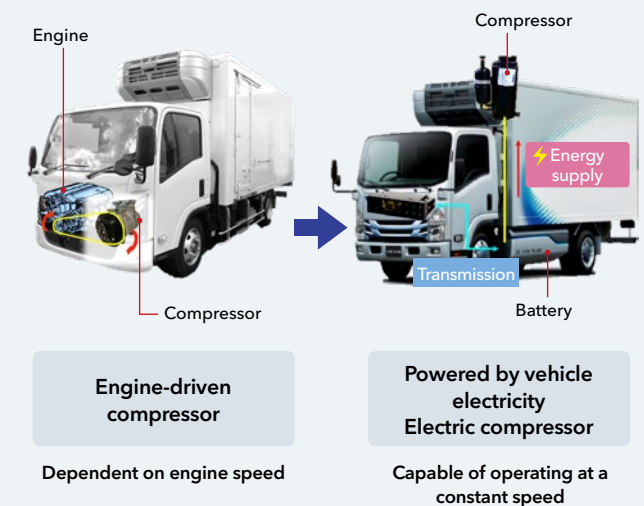 Engine
Compressor
Compressor
Energy
supply
Transmission
Battery
Engine-driven
compressor
Powered by vehicle
electricity
Electric compressor
Dependent on engine speed
Capable of operating at a
constant speed